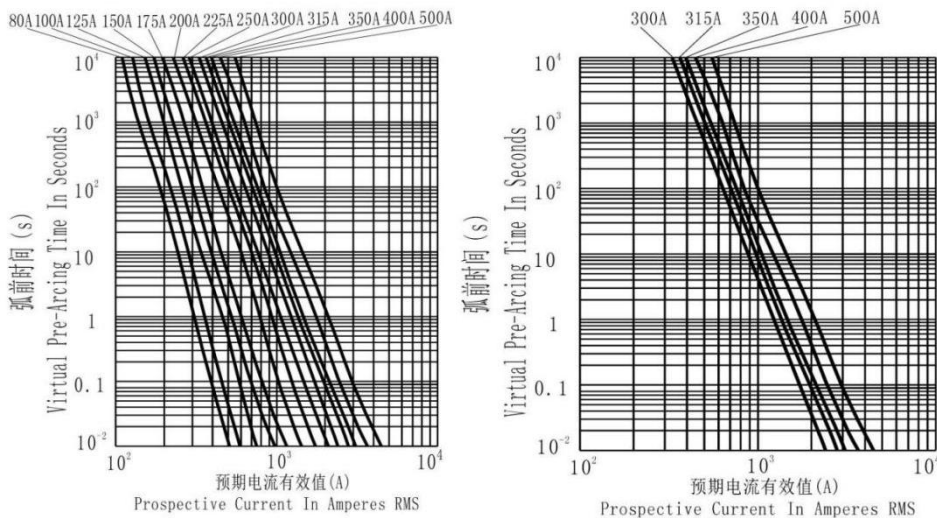 80A 100A 125A 150A 175A 200A 225A 250A 300A 315A 350A 400A 500A
10⁴
10³
10²
10
1
0.1
10⁻²
弧前时间(s)
Virtual Pre-Arcing Time In Seconds
10² 10³ 10⁴
预期电流有效值(A)
Prospective Current In Amperes RMS
300A 315A 350A 400A 500A
10⁴
10³
10²
10
1
0.1
10⁻²
弧前时间(s)
Virtual Pre-Arcing Time In Seconds
10² 10³ 10
预期电流有效值(A)
Prospective Current In Amperes RMS